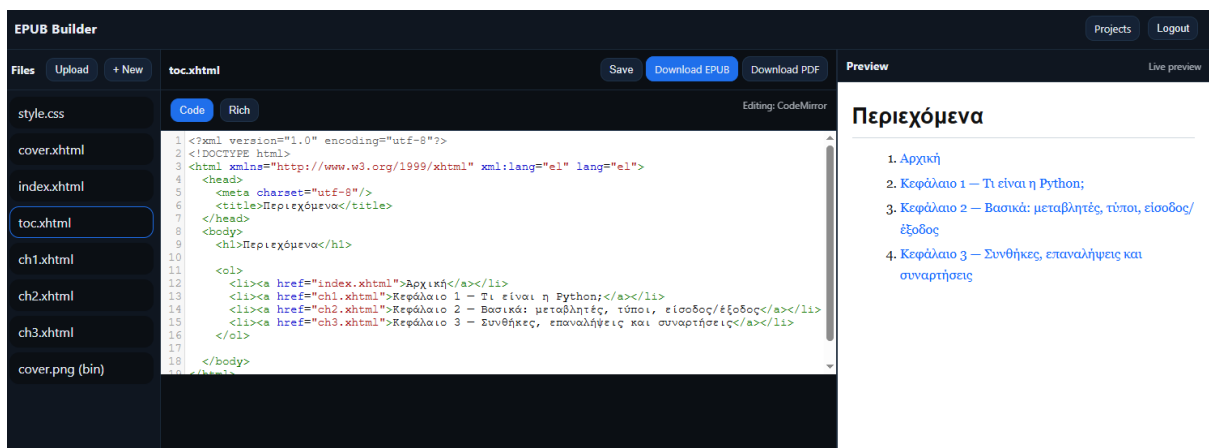 EPUB Builder
Projects
Logout
Files
Upload
+ New
toc.xhtml
Save
Download EPUB
Download PDF
Preview
Live preview
style.css
cover.xhtml
index.xhtml
toc.xhtml
ch1.xhtml
ch2.xhtml
ch3.xhtml
cover.png (bin)
Code
Rich
Editing: CodeMirror
1 <?xml version="1.0" encoding="utf-8"?>
2 <!DOCTYPE html>
3 <html xmlns="http://www.w3.org/1999/xhtml" xml:lang="el" lang="el">
4 <head>
5 <meta charset="utf-8"/>
6 <title>Περιεχόμενα</title>
7 </head>
8 <body>
9 <h1>Περιεχόμενα</h1>
10
11 <ol>
12 <li><a href="index.xhtml">Αρχική</a></li>
13 <li><a href="ch1.xhtml">Κεφάλαιο 1 — Τι είναι η Python;</a></li>
14 <li><a href="ch2.xhtml">Κεφάλαιο 2 — Βασικά: μεταβλητές, τύποι, είσοδος/έξοδος</a></li>
15 <li><a href="ch3.xhtml">Κεφάλαιο 3 — Συνθήκες, επαναλήψεις και συναρτήσεις</a></li>
16 </ol>
17
18 </body>
19 </html>
Περιεχόμενα
1. Αρχική
2. Κεφάλαιο 1 — Τι είναι η Python;
3. Κεφάλαιο 2 — Βασικά: μεταβλητές, τύποι, είσοδος/
έξοδος
4. Κεφάλαιο 3 — Συνθήκες, επαναλήψεις και
συναρτήσεις